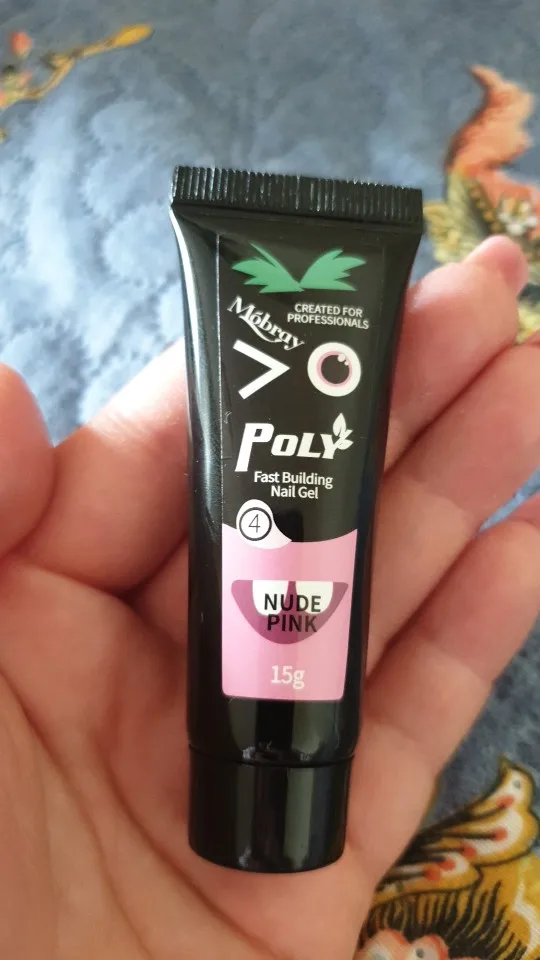 Móbray
CREATED FOR
PROFESSIONALS
POLY
Fast Building
Nail Gel
4
NUDE
PINK
15g